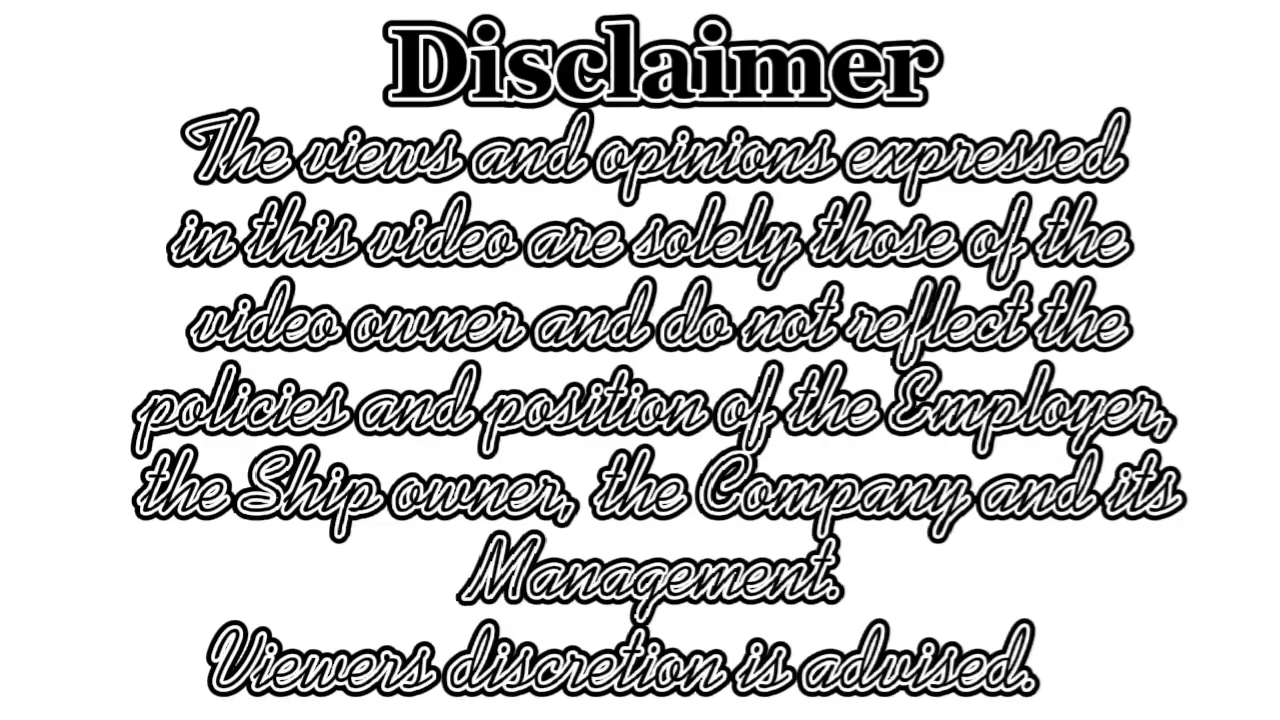 Disclaimer
The views and opinions expressed
in this video are solely those of the
video owner and do not reflect the
policies and position of the Employer,
the Ship owner, the Company and its
Management.
Viewers discretion is advised.